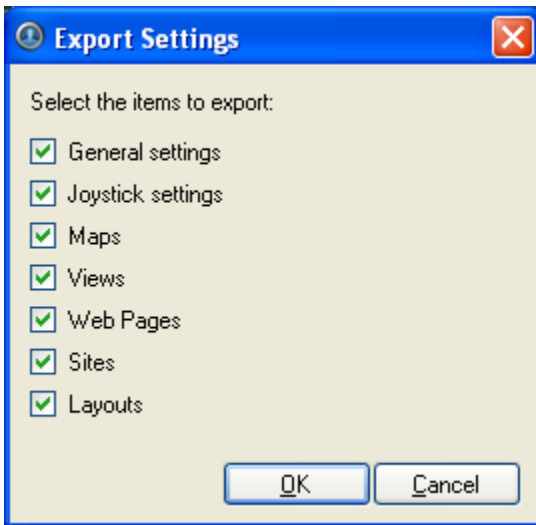 Export Settings
Select the items to export:
General settings
Joystick settings
Maps
Views
Web Pages
Sites
Layouts
OK
Cancel